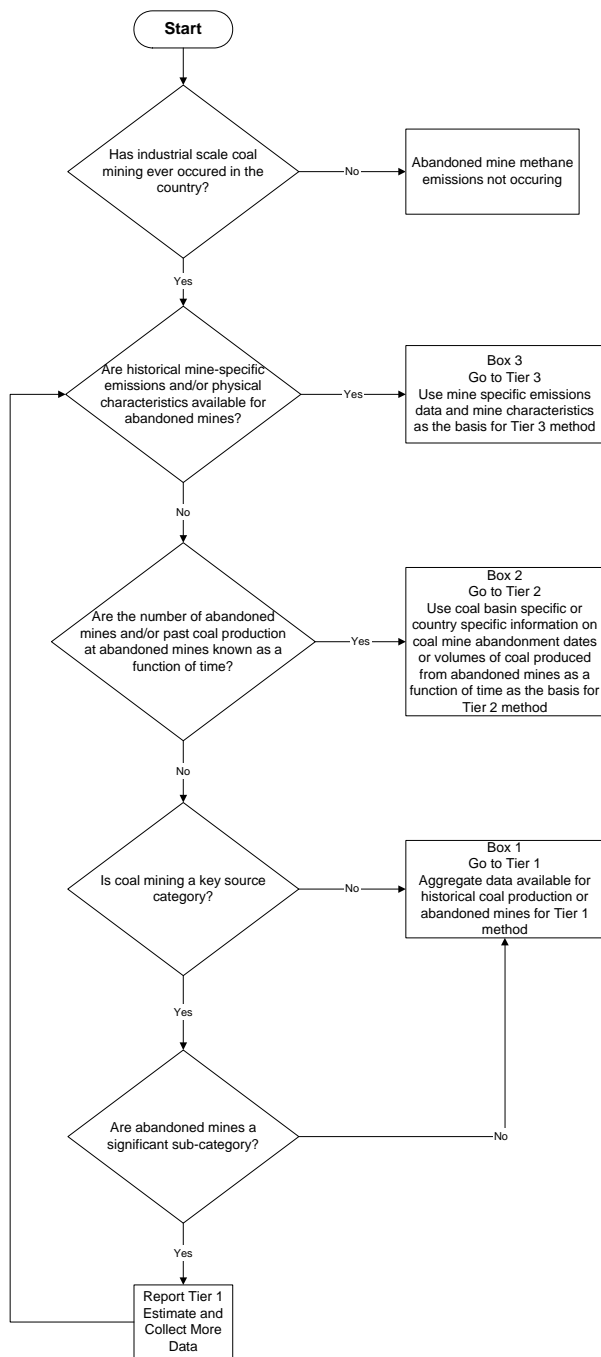 Start
Has industrial scale coal
mining ever occured in the
country?
No
Abandoned mine methane
emissions not occuring
Yes
Are historical mine-specific
emissions and/or physical
characteristics available for
abandoned mines?
Yes
Box 3
Go to Tier 3
Use mine specific emissions
data and mine characteristics
as the basis for Tier 3 method
No
Are the number of abandoned
mines and/or past coal production
at abandoned mines known as a
function of time?
Yes
Box 2
Go to Tier 2
Use coal basin specific or
country specific information on
coal mine abandonment dates
or volumes of coal produced
from abandoned mines as a
function of time as the basis for
Tier 2 method
No
Is coal mining a key source
category?
No
Box 1
Go to Tier 1
Aggregate data available for
historical coal production or
abandoned mines for Tier 1
method
Yes
Are abandoned mines a
significant sub-category?
No
Yes
Report Tier 1
Estimate and
Collect More
Data